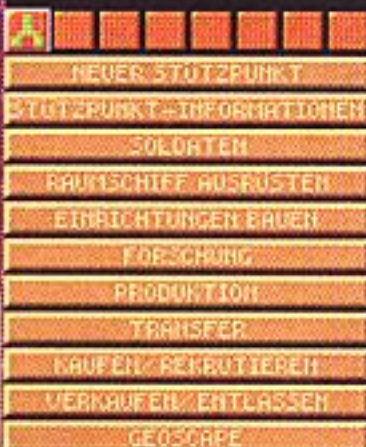 NEUER STÜTZPUNKT
STÜTZPUNKT-INFORMATIONEN
SOLDATEN
RAUMSCHIFF AUSRÜSTEN
EINRICHTUNGEN BAUEN
FORSCHUNG
PRODUKTION
TRANSFER
KAUFEN/REKRUTIEREN
VERKAUFEN/ENTLASSEN
GEOSCAPE